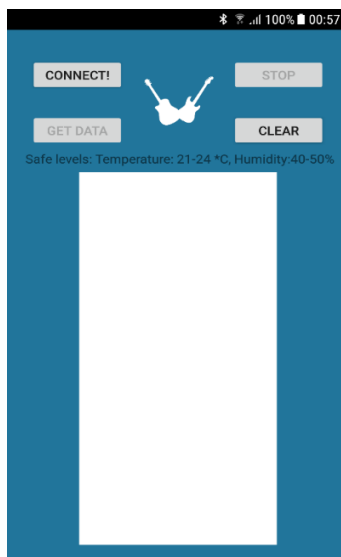 100% 00:57
CONNECT! STOP
GET DATA CLEAR
Safe levels: Temperature: 21-24 *C, Humidity:40-50%